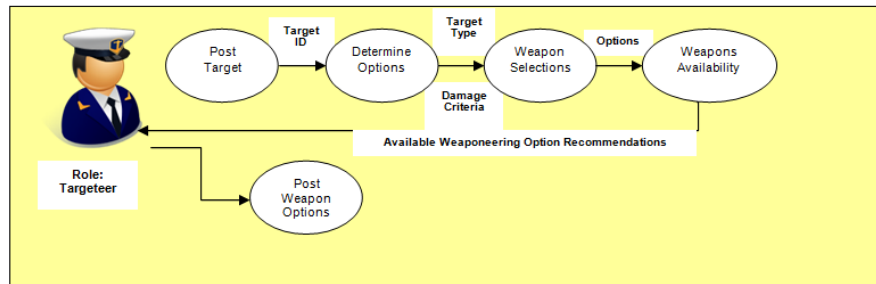 Post
Target
Target
ID
Determine
Options
Target
Type
Damage
Criteria
Weapon
Selections
Options
Weapons
Availability
Available Weaponeering Option Recommendations
Role:
Targeteer
Post
Weapon
Options